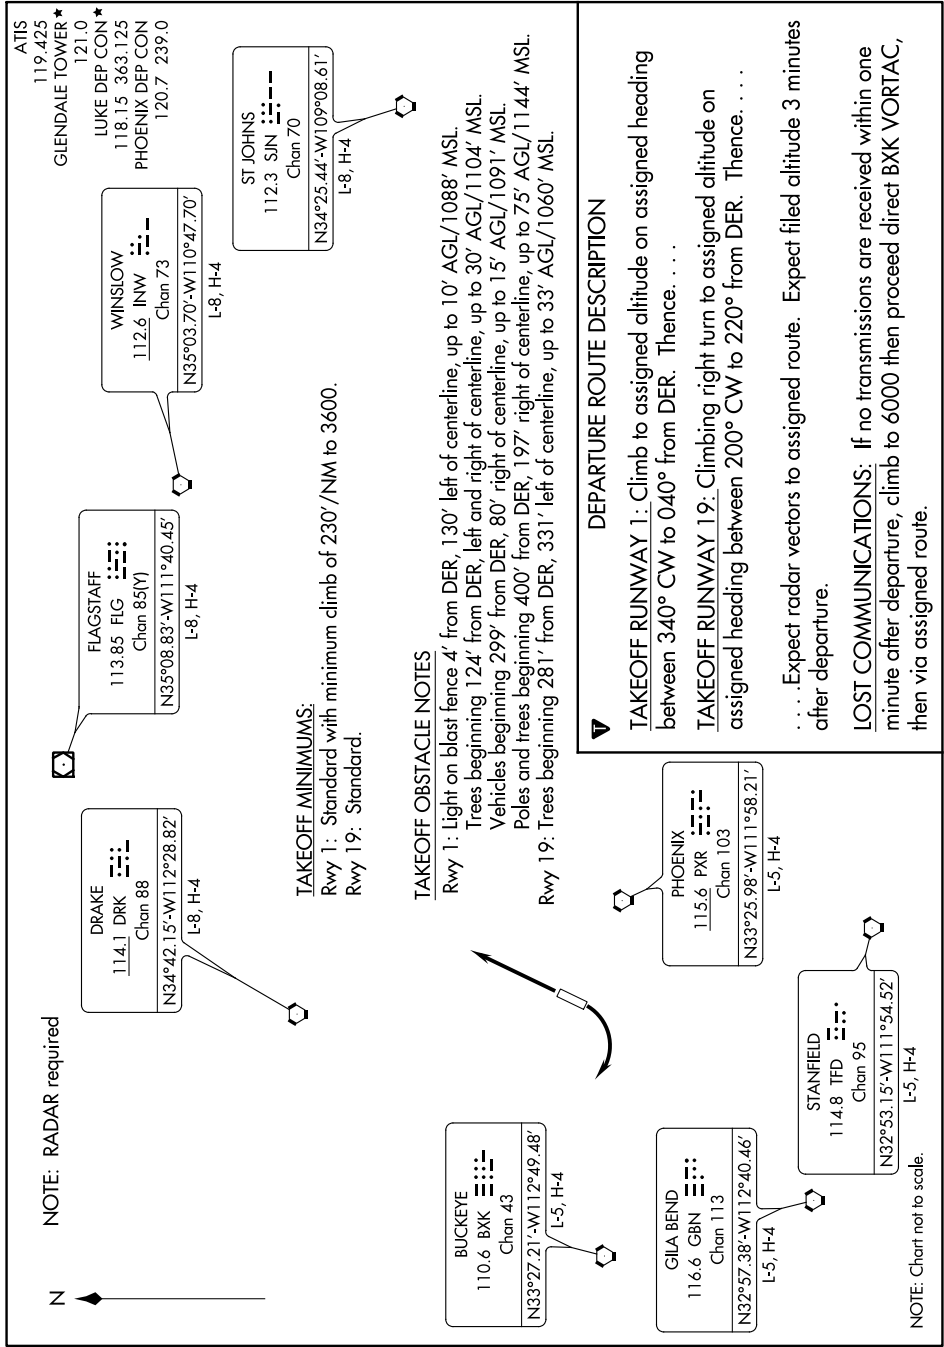 ATIS
119.425
GLENDALE TOWER★
121.0
LUKE DEP CON★
118.15 363.125
PHOENIX DEP CON
120.7 239.0
NOTE: RADAR required
N
DRAKE
114.1 DRK
Chan 88
N34°42.15′-W112°28.82′
L-8, H-4
FLAGSTAFF
113.85 FLG
Chan 85(Y)
N35°08.83′-W111°40.45′
L-8, H-4
WINSLOW
112.6 INW
Chan 73
N35°03.70′-W110°47.70′
L-8, H-4
ST JOHNS
112.3 SJN
Chan 70
N34°25.44′-W109°08.61′
L-8, H-4
TAKEOFF MINIMUMS:
Rwy 1: Standard with minimum climb of 230′/NM to 3600.
Rwy 19: Standard.
TAKEOFF OBSTACLE NOTES
Rwy 1: Light on blast fence 4′ from DER, 130′ left of centerline, up to 10′ AGL/1088′ MSL.
Trees beginning 124′ from DER, left and right of centerline, up to 30′ AGL/1104′ MSL.
Vehicles beginning 299′ from DER, 80′ right of centerline, up to 15′ AGL/1091′ MSL.
Poles and trees beginning 400′ from DER, 197′ right of centerline, up to 75′ AGL/1144′ MSL.
Rwy 19: Trees beginning 281′ from DER, 331′ left of centerline, up to 33′ AGL/1060′ MSL.
BUCKEYE
110.6 BXK
Chan 43
N33°27.21′-W112°49.48′
L-5, H-4
GILA BEND
116.6 GBN
Chan 113
N32°57.38′-W112°40.46′
L-5, H-4
PHOENIX
115.6 PXR
Chan 103
N33°25.98′-W111°58.21′
L-5, H-4
STANFIELD
114.8 TFD
Chan 95
N32°53.15′-W111°54.52′
L-5, H-4
NOTE: Chart not to scale.
T
DEPARTURE ROUTE DESCRIPTION
TAKEOFF RUNWAY 1: Climb to assigned altitude on assigned heading
between 340° CW to 040° from DER. Thence. . . .
TAKEOFF RUNWAY 19: Climbing right turn to assigned altitude on
assigned heading between 200° CW to 220° from DER. Thence. . . .
. . . .Expect radar vectors to assigned route. Expect filed altitude 3 minutes
after departure.
LOST COMMUNICATIONS: If no transmissions are received within one
minute after departure, climb to 6000 then proceed direct BXK VORTAC,
then via assigned route.